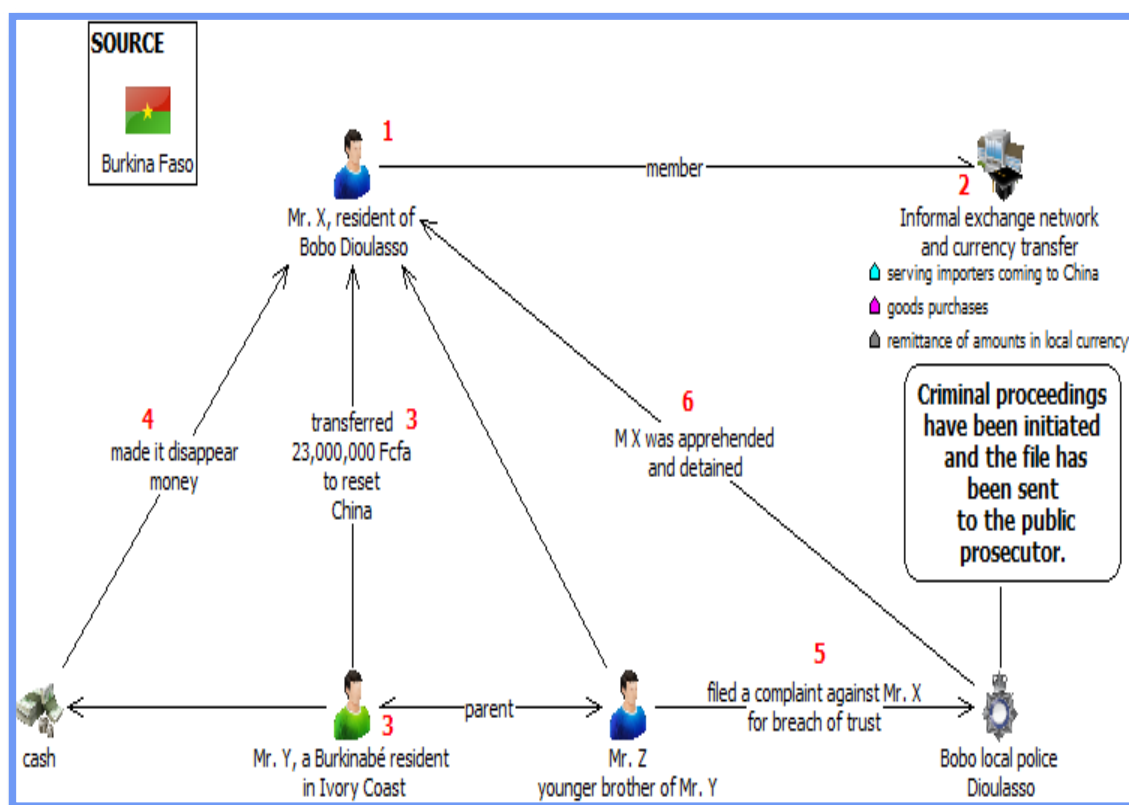 SOURCE
Burkina Faso
1
member
2
Mr. X, resident of
Bobo Dioulasso
Informal exchange network
and currency transfer
serving importers coming to China
goods purchases
remittance of amounts in local currency
Criminal proceedings
have been initiated
and the file has
been sent
to the public
prosecutor.
4
made it disappear
money
transferred
3
23,000,000 Fcfa
to reset
China
6
M X was apprehended
and detained
5
filed a complaint against Mr. X
for breach of trust
parent
cash
3
Mr. Y, a Burkinabé resident
in Ivory Coast
Mr. Z
younger brother of Mr. Y
Bobo local police
Dioulasso